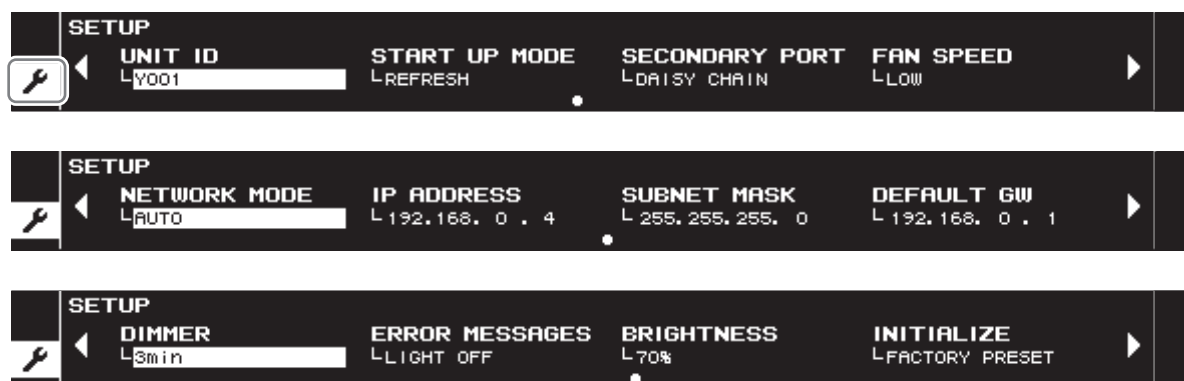 SETUP
UNIT ID START UP MODE SECONDARY PORT FAN SPEED
Y001 REFRESH DAISY CHAIN LOW
SETUP
NETWORK MODE IP ADDRESS SUBNET MASK DEFAULT GW
AUTO 192.168. 0 . 4 255.255.255. 0 192.168. 0 . 1
SETUP
DIMMER ERROR MESSAGES BRIGHTNESS INITIALIZE
3min LIGHT OFF 70% FACTORY PRESET